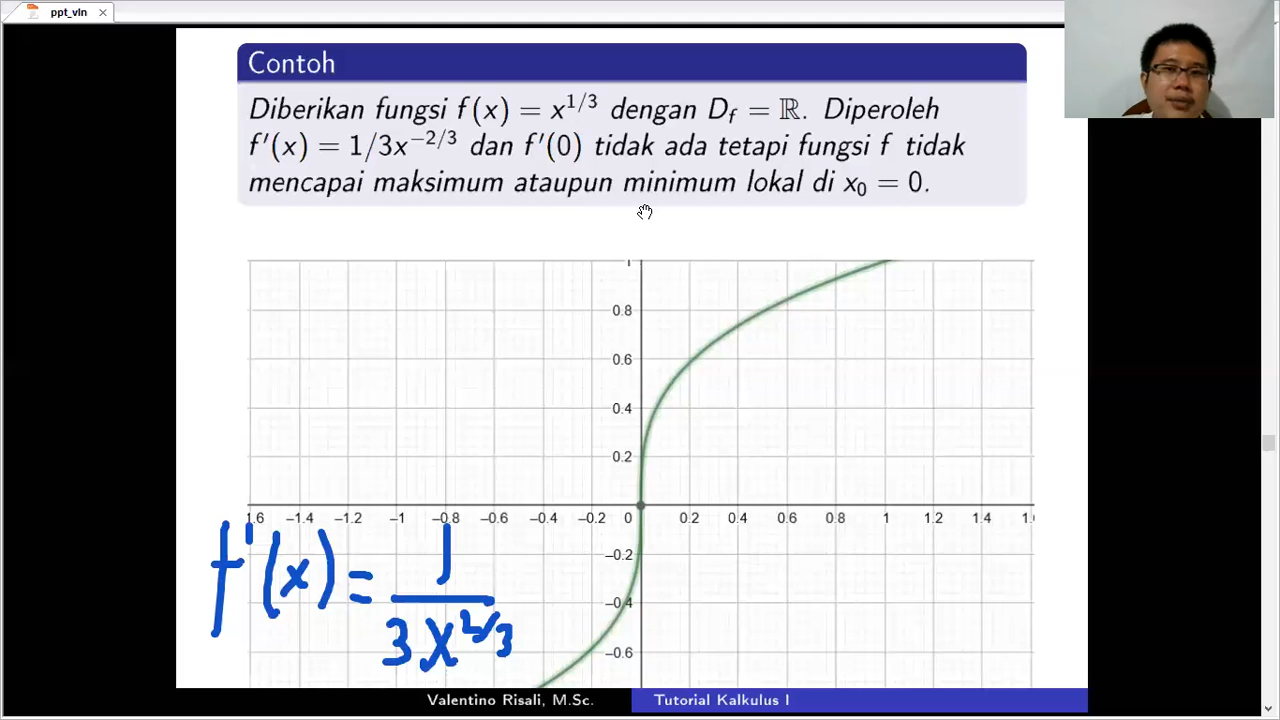 ppt_vln
Contoh
Diberikan fungsi f(x) = x^{1/3} dengan D_f = ℝ. Diperoleh
f′(x) = 1/3x^{−2/3} dan f′(0) tidak ada tetapi fungsi f tidak
mencapai maksimum ataupun minimum lokal di x₀ = 0.
1
0.8
0.6
0.4
0.2
1.6 −1.4 −1.2 −1 −0.8 −0.6 −0.4 −0.2 0 0.2 0.4 0.6 0.8 1 1.2 1.4 1.
−0.2
−0.4
−0.6
f'(x) = 1/(3x^{2/3})
Valentino Risali, M.Sc. Tutorial Kalkulus I